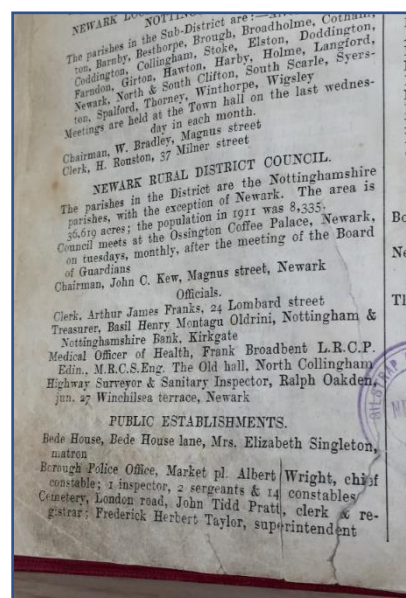 NEWARK
NOTTING
The parishes in the Sub-District are:—
ton, Barnby, Besthorpe, Brough, Broadholme, Cotham,
Coddington, Collingham, Stoke, Elston, Doddington,
Farndon, Girton, Hawton, Harby, Holme, Langford,
Newark, North & South Clifton, South Scarle, Syers-
ton, Spalford, Thorney, Winthorpe, Wigsley
Meetings are held at the Town hall on the last wednes-
day in each month.
Chairman, W. Bradley, Magnus street
Clerk, H. Rouston, 37 Milner street
NEWARK RURAL DISTRICT COUNCIL.
The parishes in the District are the Nottinghamshire
parishes, with the exception of Newark. The area is
36,619 acres; the population in 1911 was 8,335.
Council meets at the Ossington Coffee Palace, Newark,
on tuesdays, monthly, after the meeting of the Board
of Guardians
Chairman, John C. Kew, Magnus street, Newark
Officials.
Clerk, Arthur James Franks, 24 Lombard street
Treasurer, Basil Henry Montagu Oldrini, Nottingham &
Nottinghamshire Bank, Kirkgate
Medical Officer of Health, Frank Broadbent L.R.C.P.
Edin., M.R.C.S.Eng. The Old hall, North Collingham
Highway Surveyor & Sanitary Inspector, Ralph Oakden,
jun. 27 Winchilsea terrace, Newark
PUBLIC ESTABLISHMENTS.
Bede House, Bede House lane, Mrs. Elizabeth Singleton,
matron
Borough Police Office, Market pl. Albert Wright, chief
constable; 1 inspector, 2 sergeants & 14 constables
Cemetery, London road, John Tidd Pratt, clerk & re-
gistrar; Frederick Herbert Taylor, superintendent